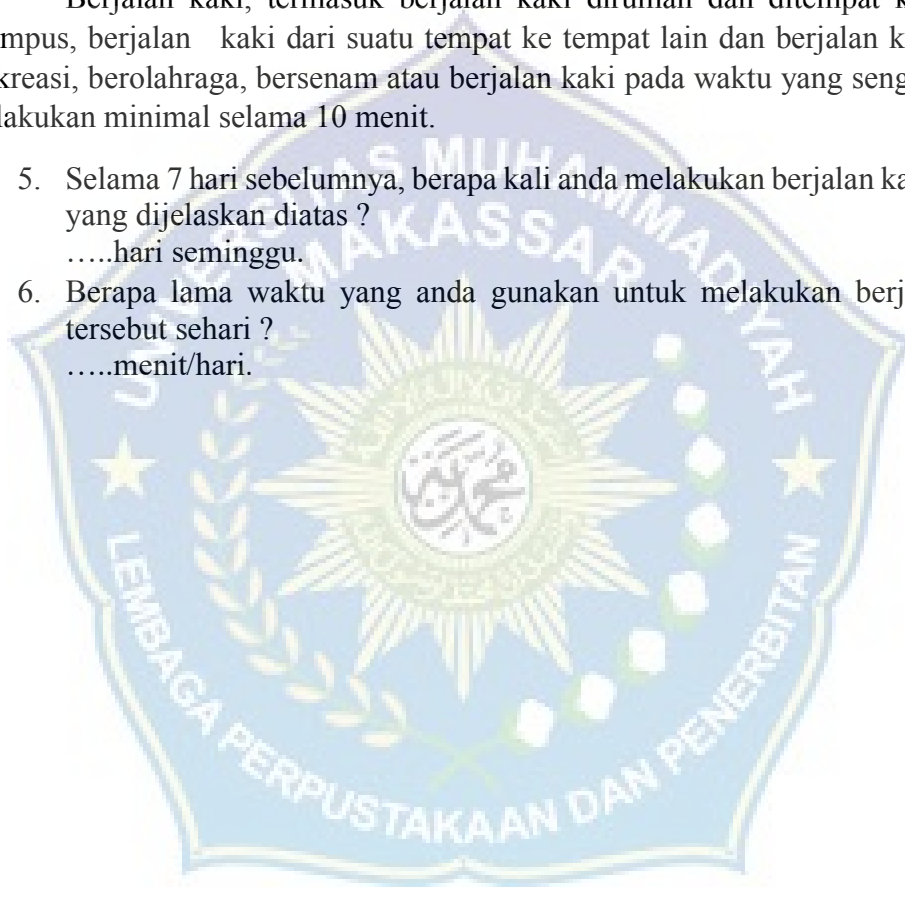 Berjalan kaki, termasuk berjalan kaki dirumah dan ditempat
mpus, berjalan kaki dari suatu tempat ke tempat lain dan berjalan
kreasi, berolahraga, bersenam atau berjalan kaki pada waktu yang
lakukan minimal selama 10 menit.
5. Selama 7 hari sebelumnya, berapa kali anda melakukan berjalan ka
yang dijelaskan diatas ?
…..hari seminggu.
6. Berapa lama waktu yang anda gunakan untuk melakukan berj
tersebut sehari ?
…..menit/hari.
UNIVERSITAS MUHAMMADIYAH
MAKASSAR
LEMBAGA PERPUSTAKAAN DAN PENERBITAN